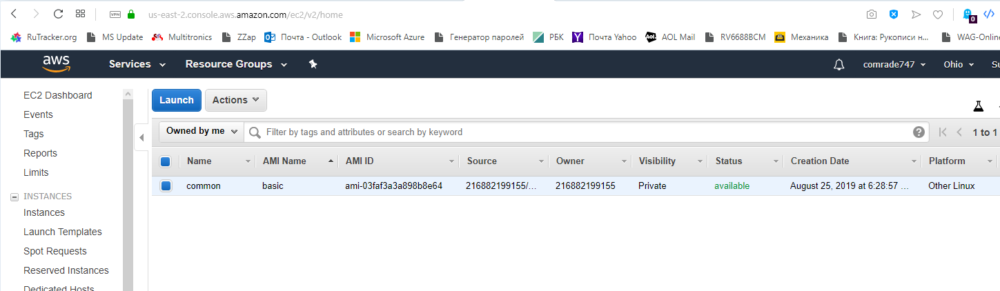 VPN us-east-2.console.aws.amazon.com/ec2/v2/home 0
RuTracker.org MS Update Multitronics ZZap Почта - Outlook Microsoft Azure Генератор паролей РБК Почта Yahoo Aol. AOL Mail RV6688BCM Механика Книга: Рукописи н... WAG-Online
aws Services Resource Groups comrade747 Ohio Su
EC2 Dashboard
Events
Tags
Reports
Limits
INSTANCES
Instances
Launch Templates
Spot Requests
Reserved Instances
Dedicated Hosts
Launch Actions
Owned by me Filter by tags and attributes or search by keyword ? 1 to 1
Name AMI Name AMI ID Source Owner Visibility Status Creation Date Platform
common basic ami-03faf3a3a898b8e64 216882199155/... 216882199155 Private available August 25, 2019 at 6:28:57 ... Other Linux